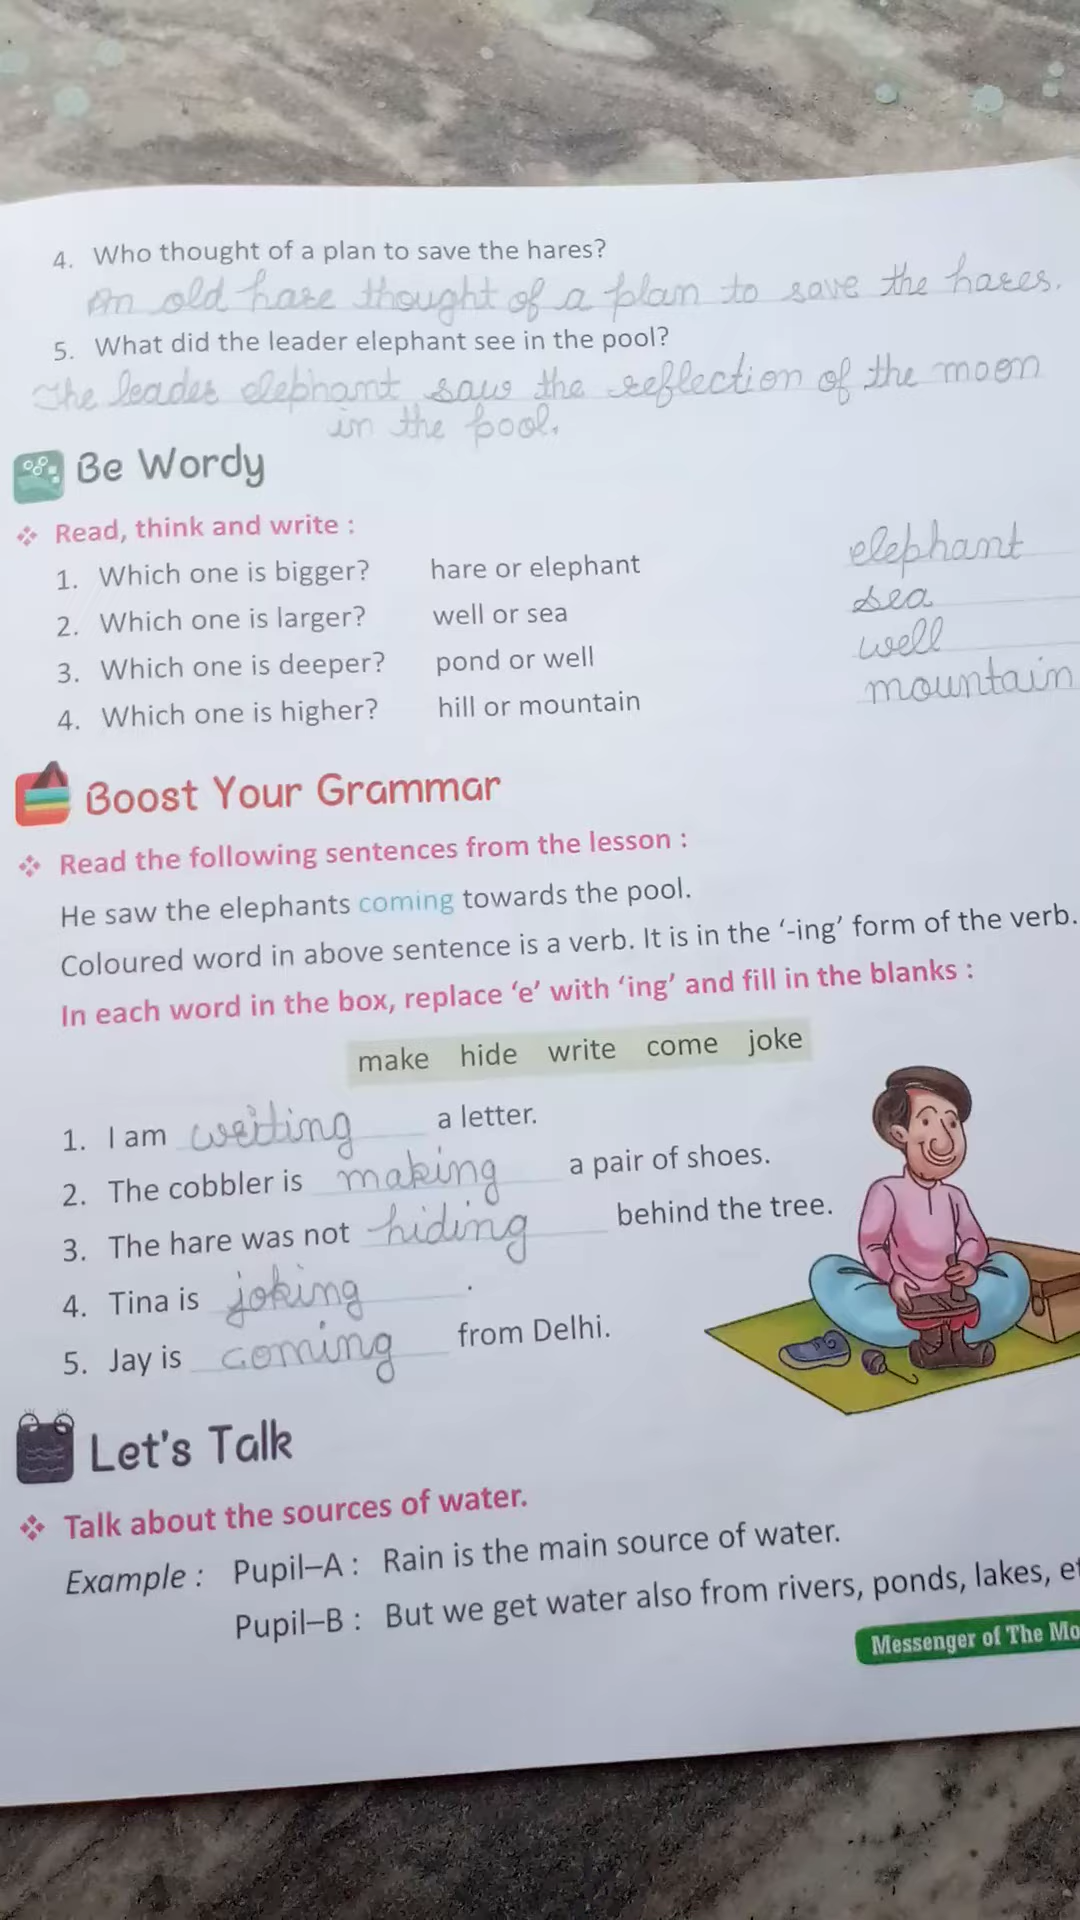 4. Who thought of a plan to save the hares?
An old hare thought of a plan to save the hares.
5. What did the leader elephant see in the pool?
The leader elephant saw the reflection of the moon
in the pool.
Be Wordy
Read, think and write :
1. Which one is bigger? hare or elephant elephant
2. Which one is larger? well or sea sea
3. Which one is deeper? pond or well well
4. Which one is higher? hill or mountain mountain
Boost Your Grammar
Read the following sentences from the lesson :
He saw the elephants coming towards the pool.
Coloured word in above sentence is a verb. It is in the ‘-ing’ form of the verb.
In each word in the box, replace ‘e’ with ‘ing’ and fill in the blanks :
make hide write come joke
1. I am writing a letter.
2. The cobbler is making a pair of shoes.
3. The hare was not hiding behind the tree.
4. Tina is joking .
5. Jay is coming from Delhi.
Let's Talk
Talk about the sources of water.
Example : Pupil–A : Rain is the main source of water.
Pupil–B : But we get water also from rivers, ponds, lakes,
Messenger of The